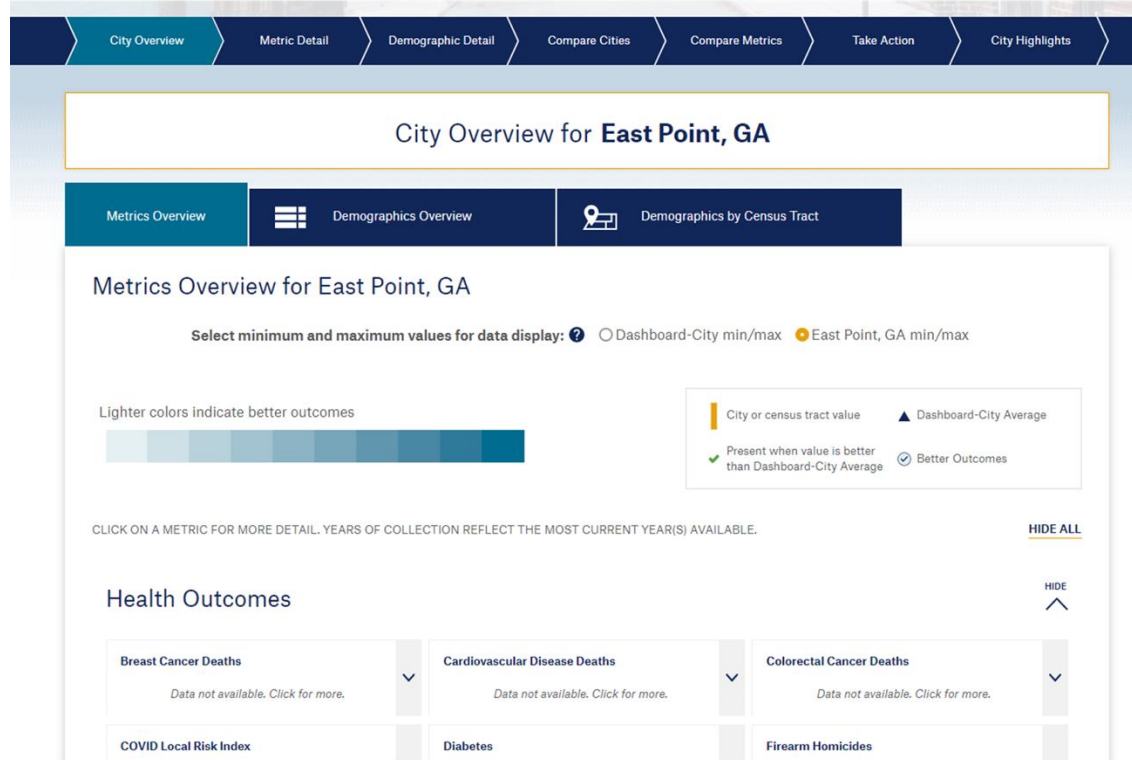 City Overview
Metric Detail
Demographic Detail
Compare Cities
Compare Metrics
Take Action
City Highlights
City Overview for East Point, GA
Metrics Overview
Demographics Overview
Demographics by Census Tract
Metrics Overview for East Point, GA
Select minimum and maximum values for data display: ? Dashboard-City min/max East Point, GA min/max
Lighter colors indicate better outcomes
City or census tract value
Dashboard-City Average
Present when value is better
than Dashboard-City Average
Better Outcomes
CLICK ON A METRIC FOR MORE DETAIL. YEARS OF COLLECTION REFLECT THE MOST CURRENT YEAR(S) AVAILABLE.
HIDE ALL
Health Outcomes
HIDE
Breast Cancer Deaths
Data not available. Click for more.
Cardiovascular Disease Deaths
Data not available. Click for more.
Colorectal Cancer Deaths
Data not available. Click for more.
COVID Local Risk Index
Diabetes
Firearm Homicides